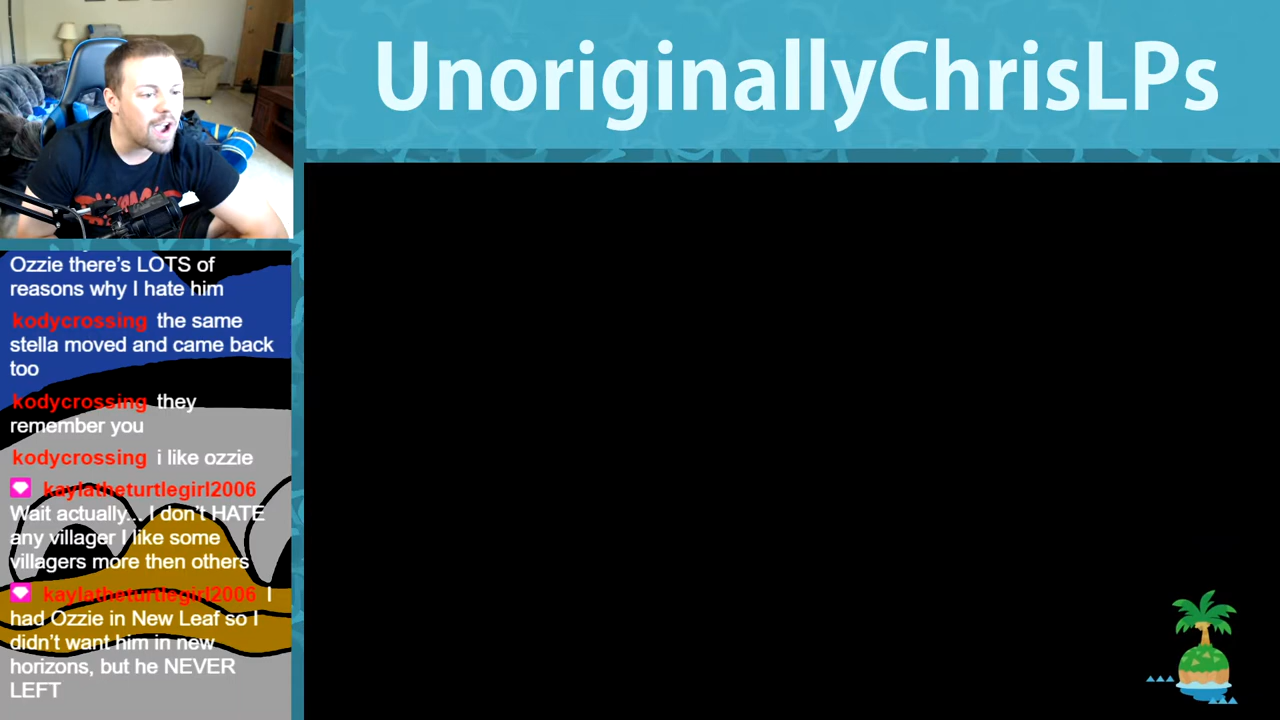 UnoriginallyChrisLPs
Ozzie there's LOTS of
reasons why I hate him
kodycrossing the same
stella moved and came back
too
kodycrossing they
remember you
kodycrossing i like ozzie
kaylatheturtlegirl2006
Wait actually... I don't HATE
any villager I like some
villagers more then others
kaylatheturtlegirl2006 I
had Ozzie in New Leaf so I
didn't want him in new
horizons, but he NEVER
LEFT